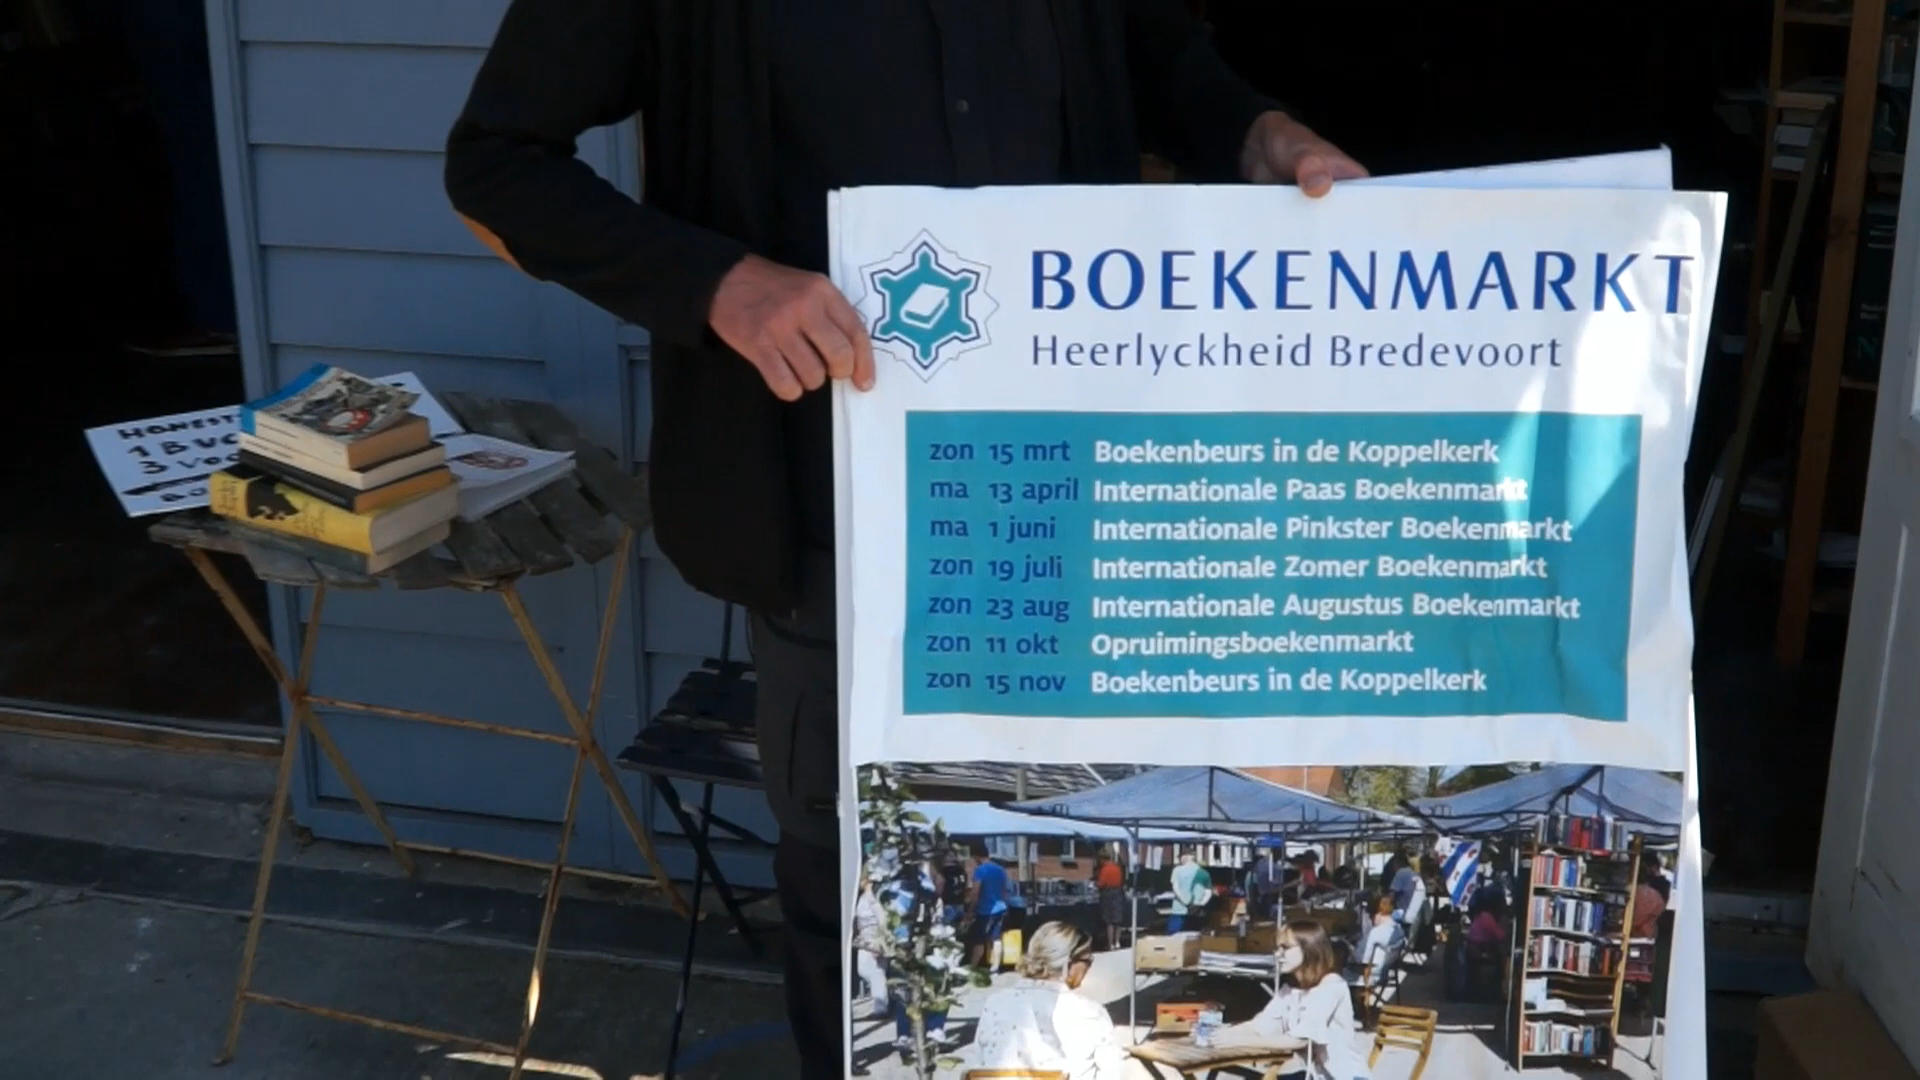 BOEKENMARKT
Heerlyckheid Bredevoort
zon 15 mrt Boekenbeurs in de Koppelkerk
ma 13 april Internationale Paas Boekenmarkt
ma 1 juni Internationale Pinkster Boekenmarkt
zon 19 juli Internationale Zomer Boekenmarkt
zon 23 aug Internationale Augustus Boekenmarkt
zon 11 okt Opruimingsboekenmarkt
zon 15 nov Boekenbeurs in de Koppelkerk
1
3